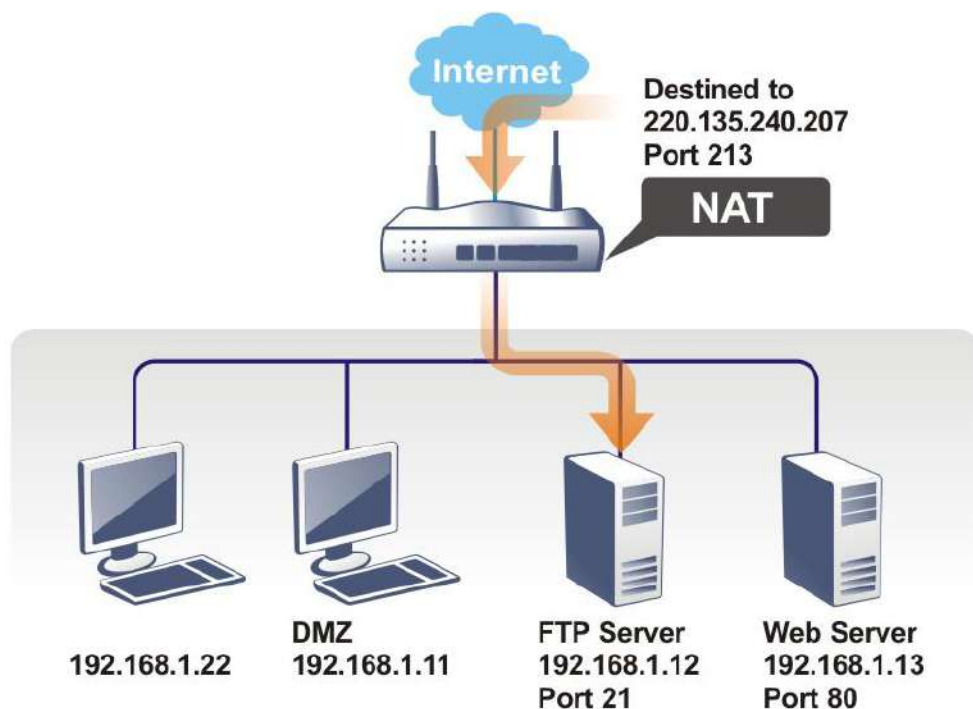 Internet
Destined to
220.135.240.207
Port 213
NAT
192.168.1.22
DMZ
192.168.1.11
FTP Server
192.168.1.12
Port 21
Web Server
192.168.1.13
Port 80